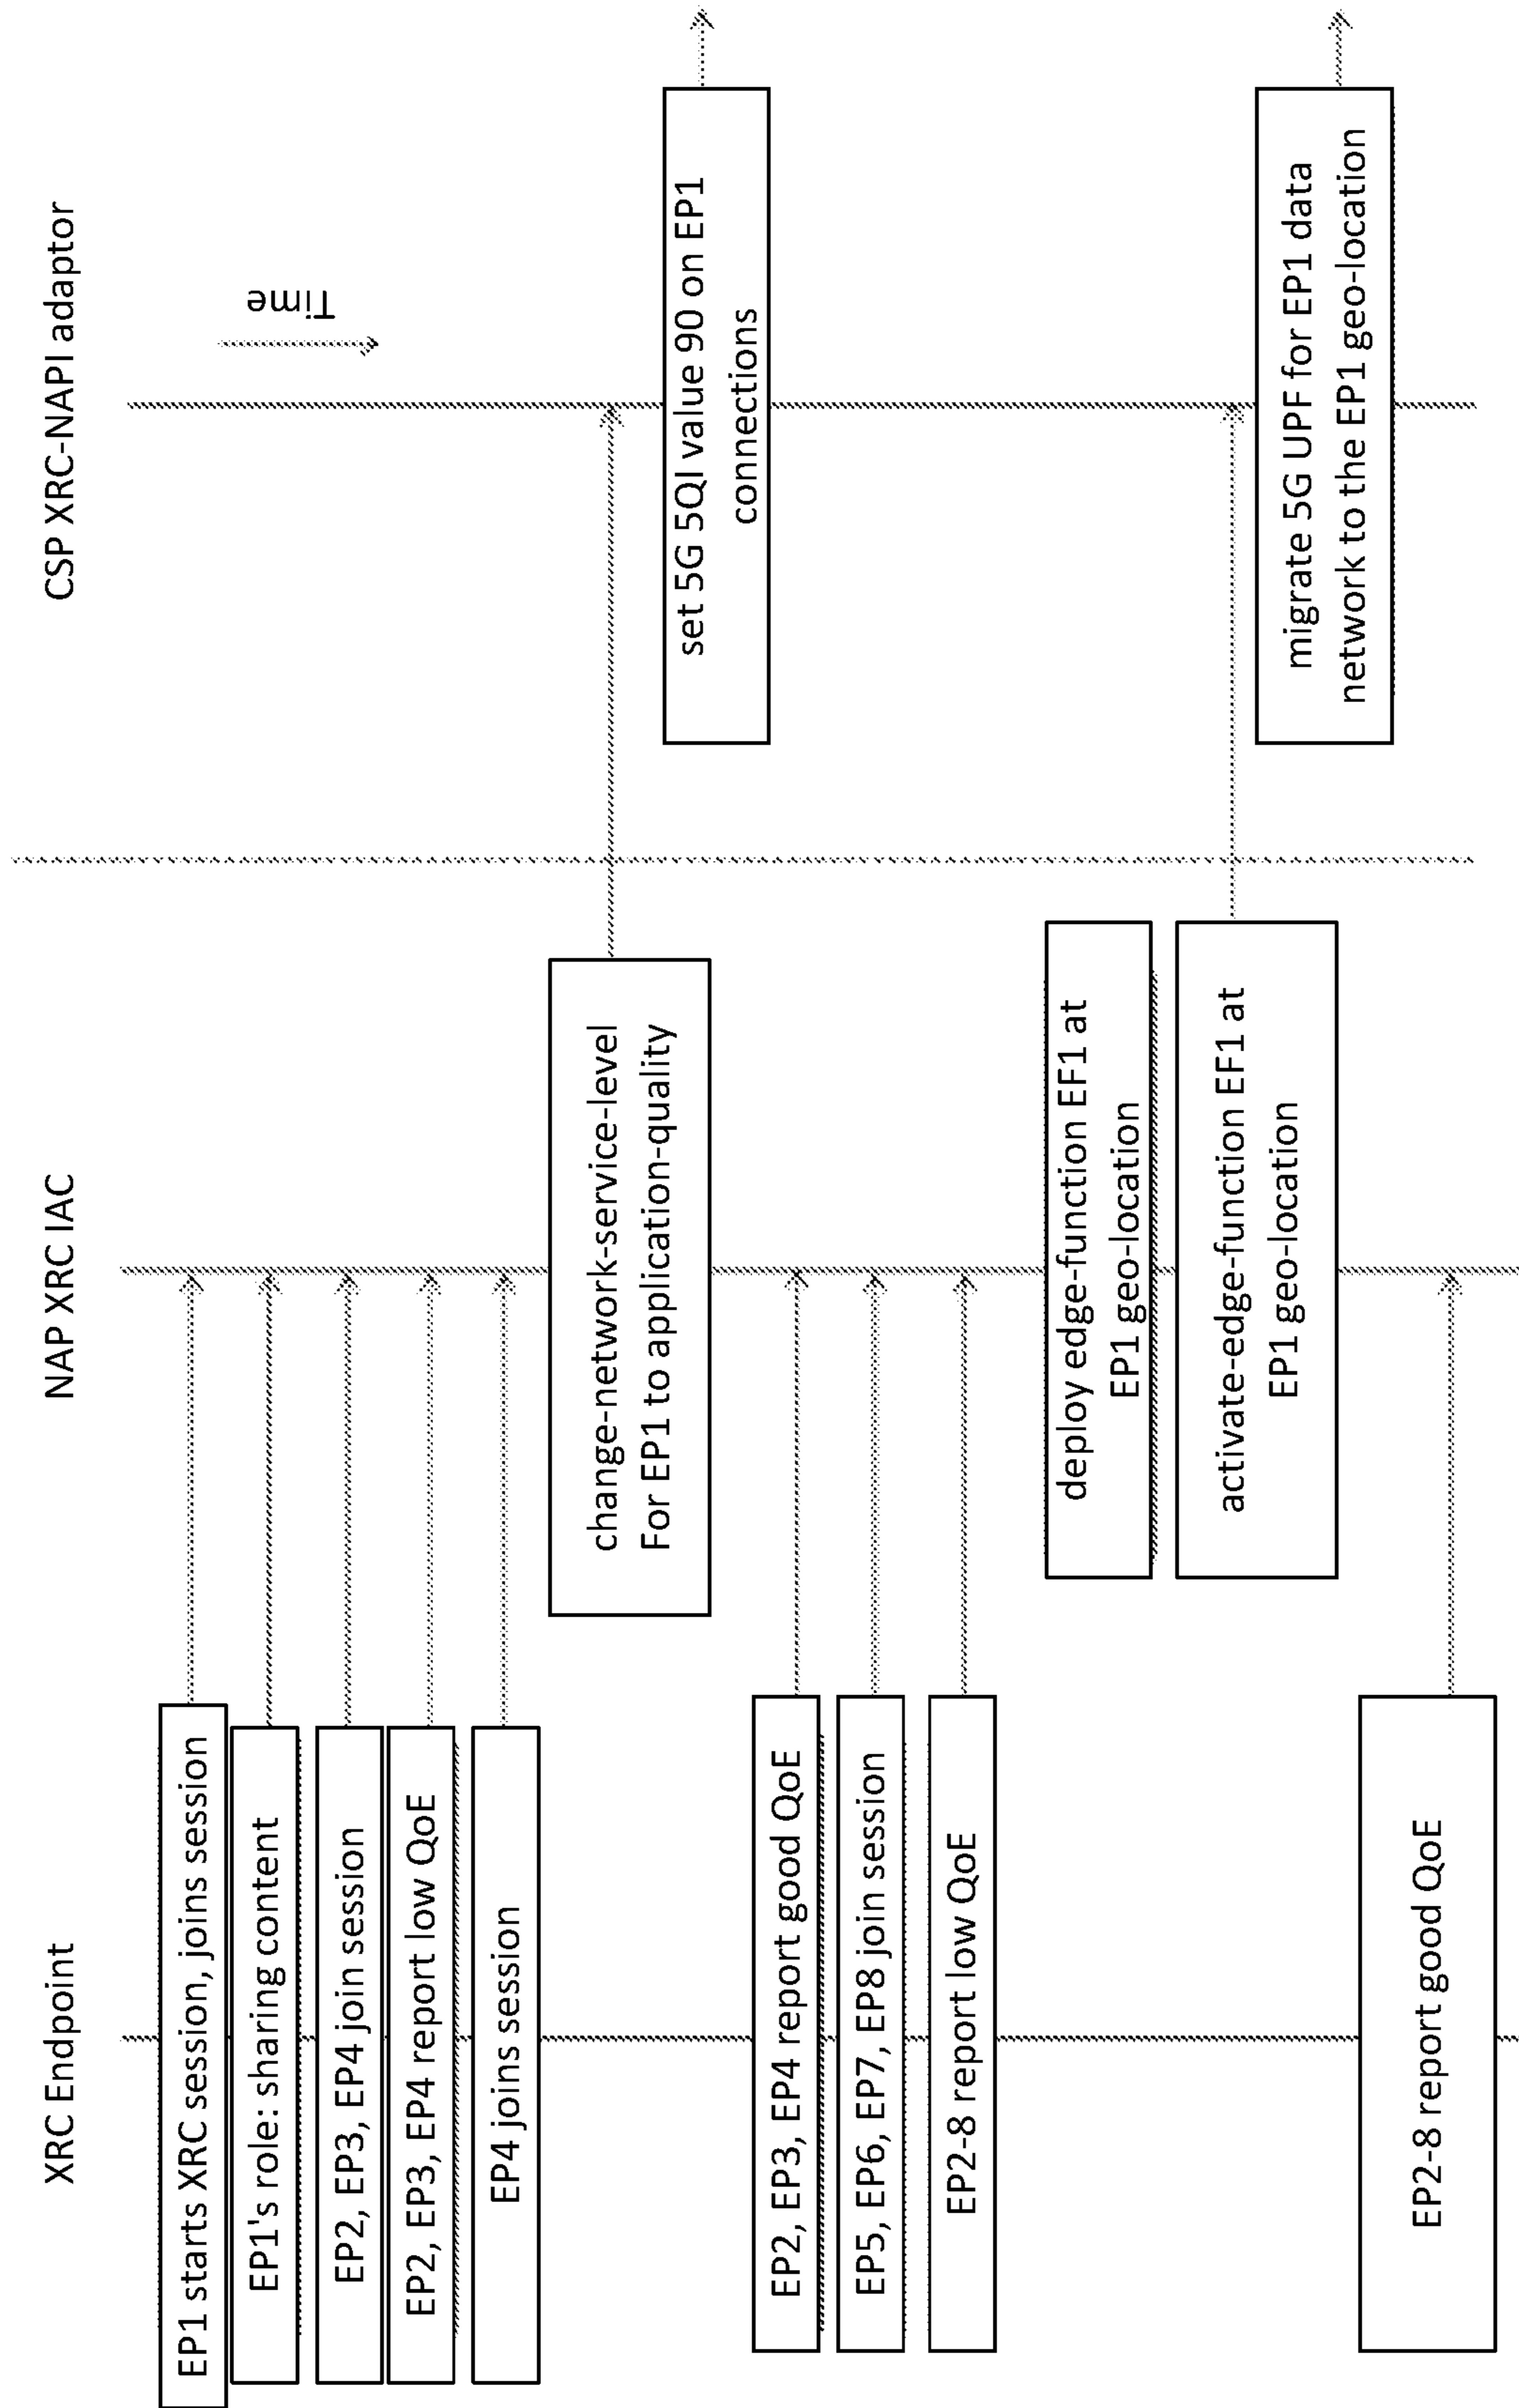 XRC Endpoint
NAP XRC IAC
CSP XRC-NAPI adaptor
Time
EP1 starts XRC session, joins session
EP1's role: sharing content
EP2, EP3, EP4 join session
EP2, EP3, EP4 report low QoE
EP4 joins session
change-network-service-level
For EP1 to application-quality
set 5G 5QI value 90 on EP1
connections
EP2, EP3, EP4 report good QoE
EP5, EP6, EP7, EP8 join session
EP2-8 report low QoE
deploy edge-function EF1 at
EP1 geo-location
activate-edge-function EF1 at
EP1 geo-location
migrate 5G UPF for EP1 data
network to the EP1 geo-location
EP2-8 report good QoE